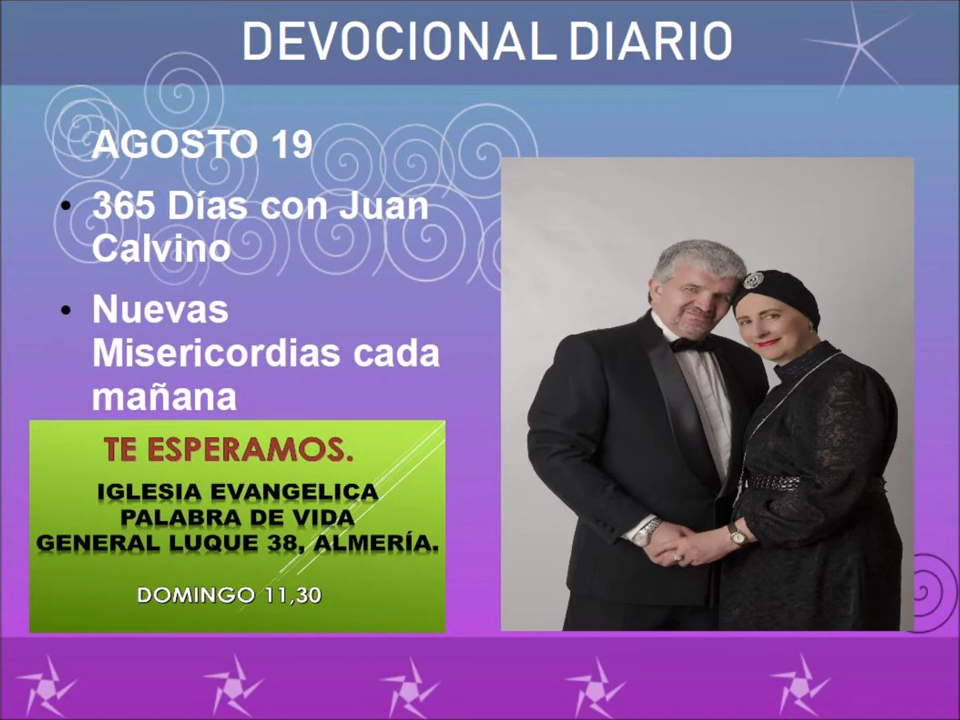 DEVOCIONAL DIARIO
AGOSTO 19
• 365 Días con Juan
Calvino
• Nuevas
Misericordias cada
mañana
TE ESPERAMOS.
IGLESIA EVANGELICA
PALABRA DE VIDA
GENERAL LUQUE 38, ALMERÍA.
DOMINGO 11,30